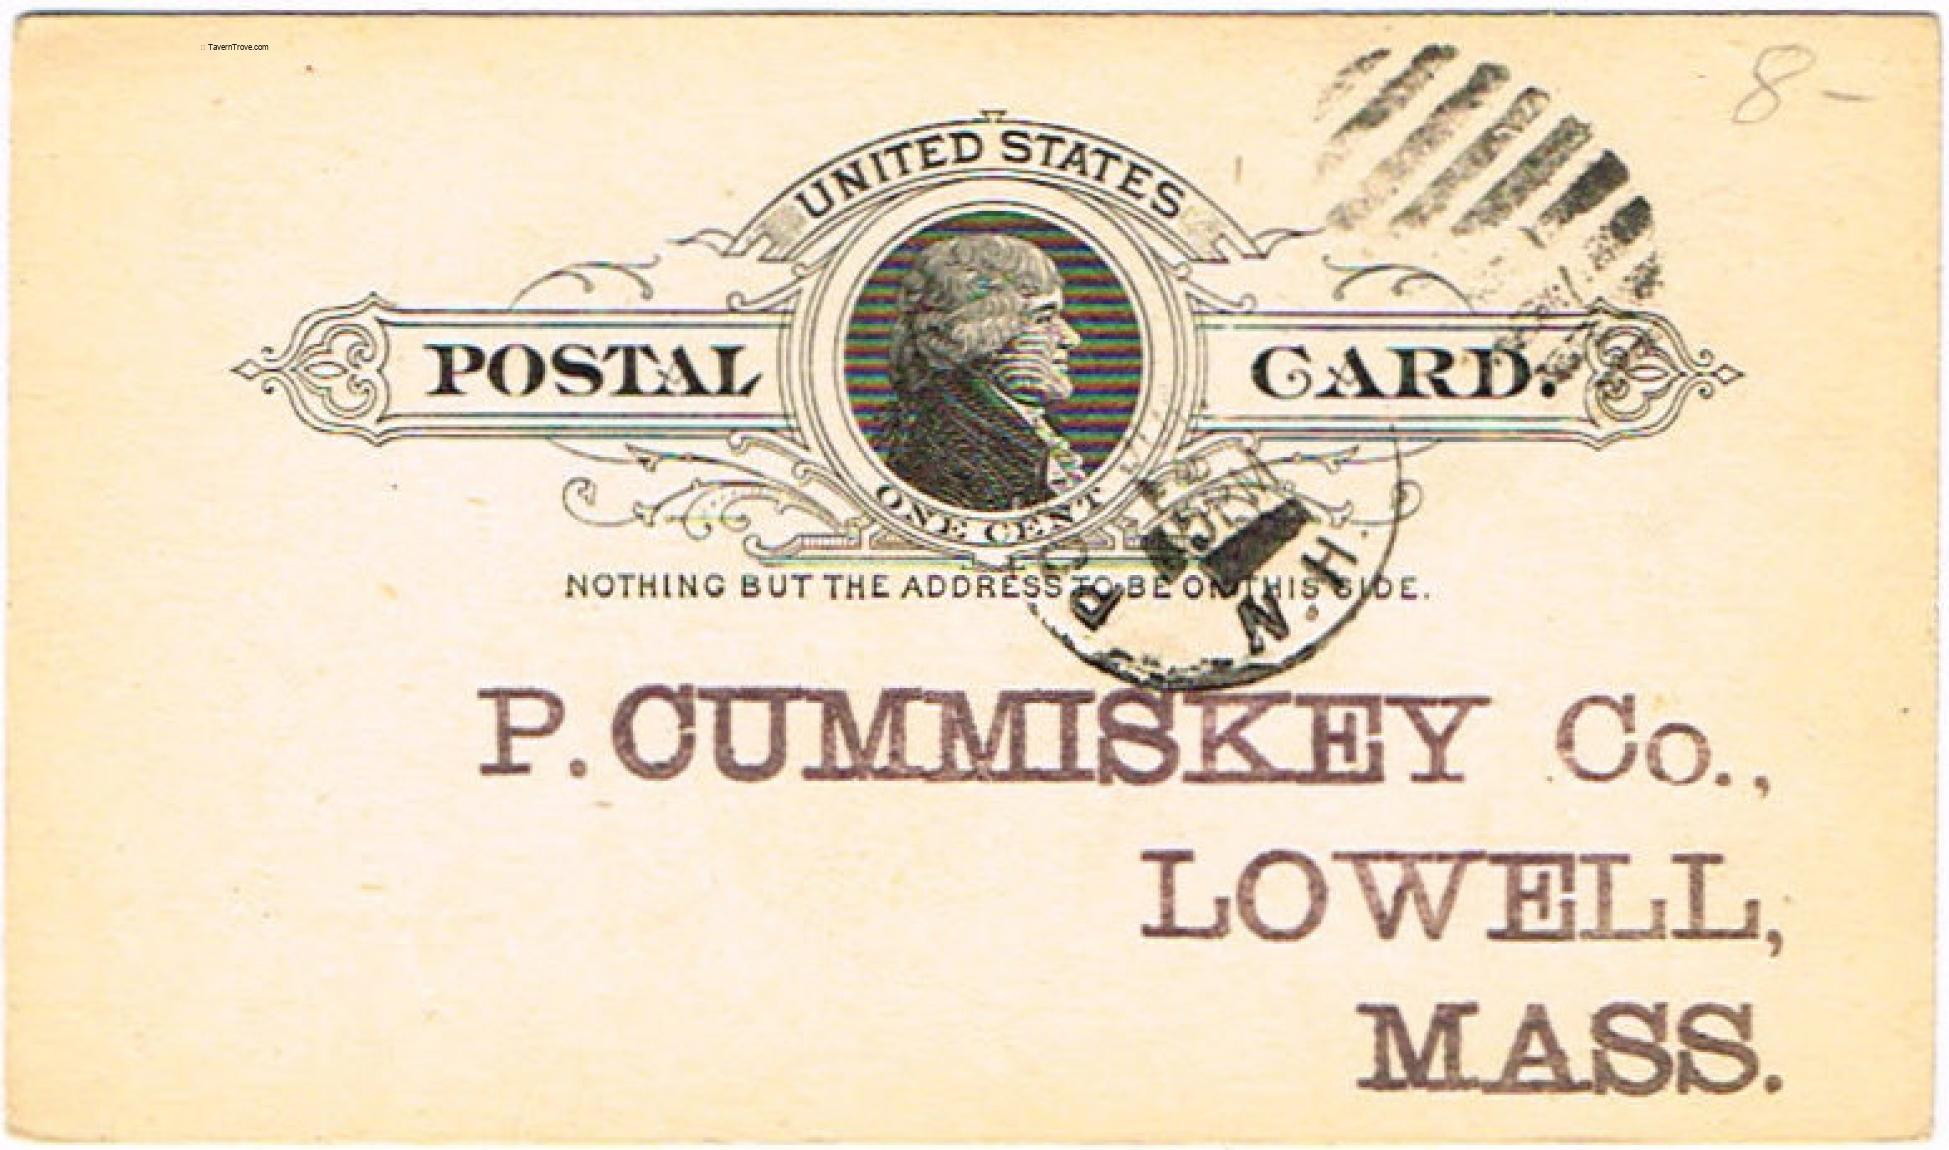 :: TavernTrove.com
8-
UNITED STATES
POSTAL CARD.
ONE CENT
NOTHING BUT THE ADDRESS TO BE ON THIS SIDE.
N.H.
P. CUMMISKEY Co.,
LOWELL,
MASS.